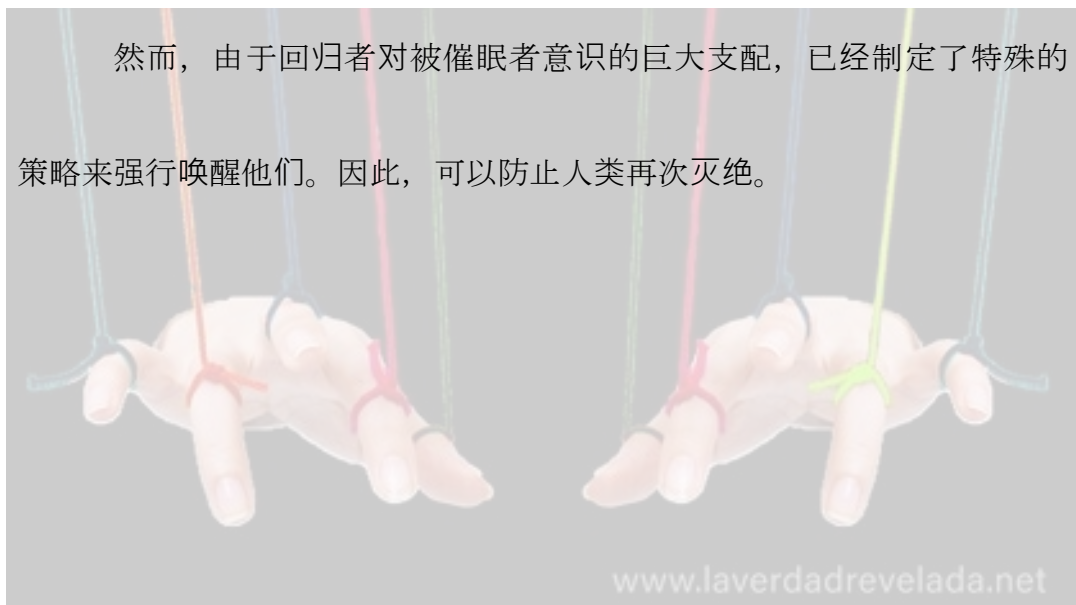 然而，由于回归者对被催眠者意识的巨大支配，已经制定了特殊的
策略来强行唤醒他们。因此，可以防止人类再次灭绝。
www.laverdadrevelada.net